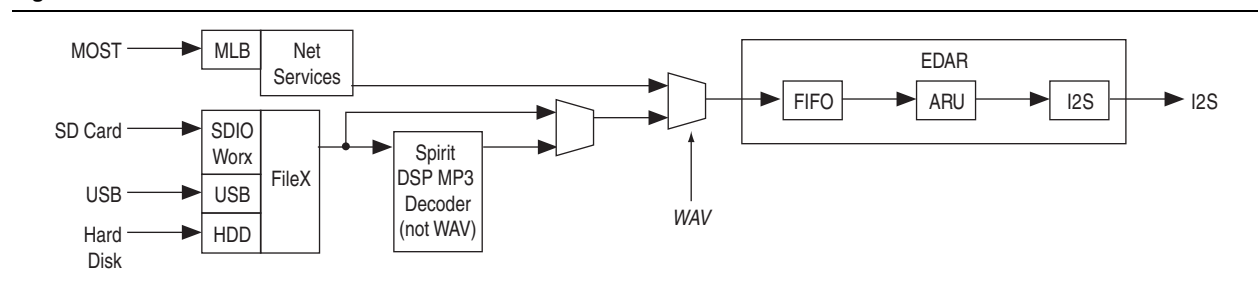 MOST
MLB
Net
Services
SD Card
SDIO
Worx
USB
USB
Hard
Disk
HDD
FileX
Spirit
DSP MP3
Decoder
(not WAV)
WAV
EDAR
FIFO
ARU
I2S
I2S